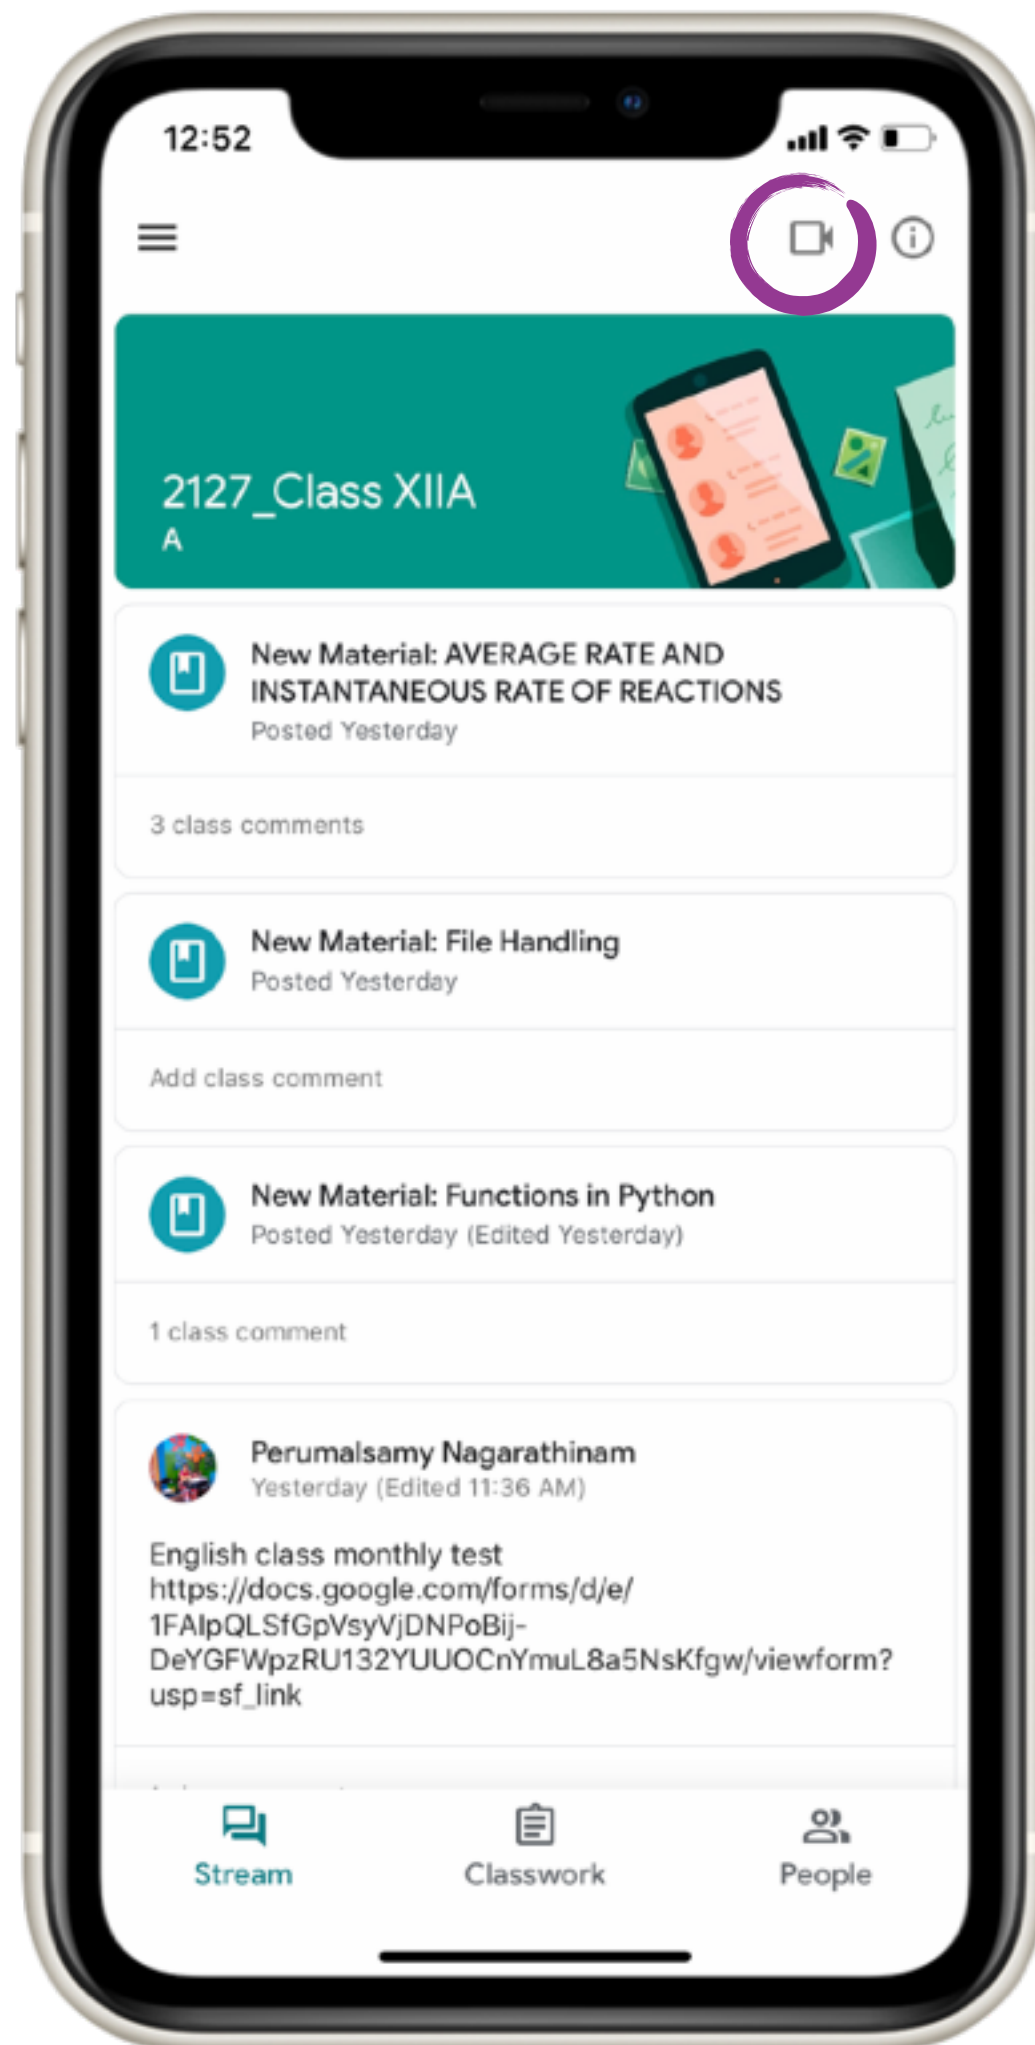 12:52
2127_Class XIIA
A
New Material: AVERAGE RATE AND
INSTANTANEOUS RATE OF REACTIONS
Posted Yesterday
3 class comments
New Material: File Handling
Posted Yesterday
Add class comment
New Material: Functions in Python
Posted Yesterday (Edited Yesterday)
1 class comment
Perumalsamy Nagarathinam
Yesterday (Edited 11:36 AM)
English class monthly test
https://docs.google.com/forms/d/e/
1FAIpQLSfGpVsyVjDNPoBij-
DeYGFWpzRU132YUUOCnYmuL8a5NsKfgw/viewform?
usp=sf_link
Stream
Classwork
People